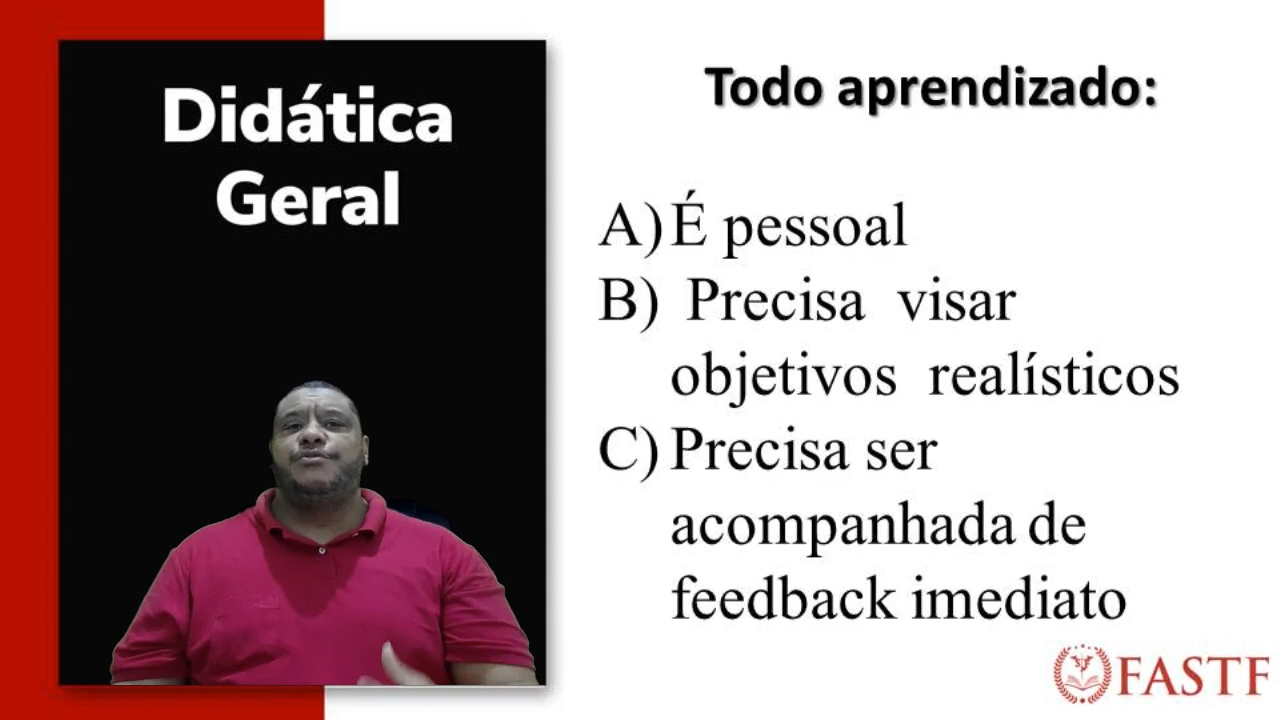 Didática
Geral
Todo aprendizado:
A) É pessoal
B) Precisa visar
objetivos realísticos
C) Precisa ser
acompanhada de
feedback imediato
FASTF